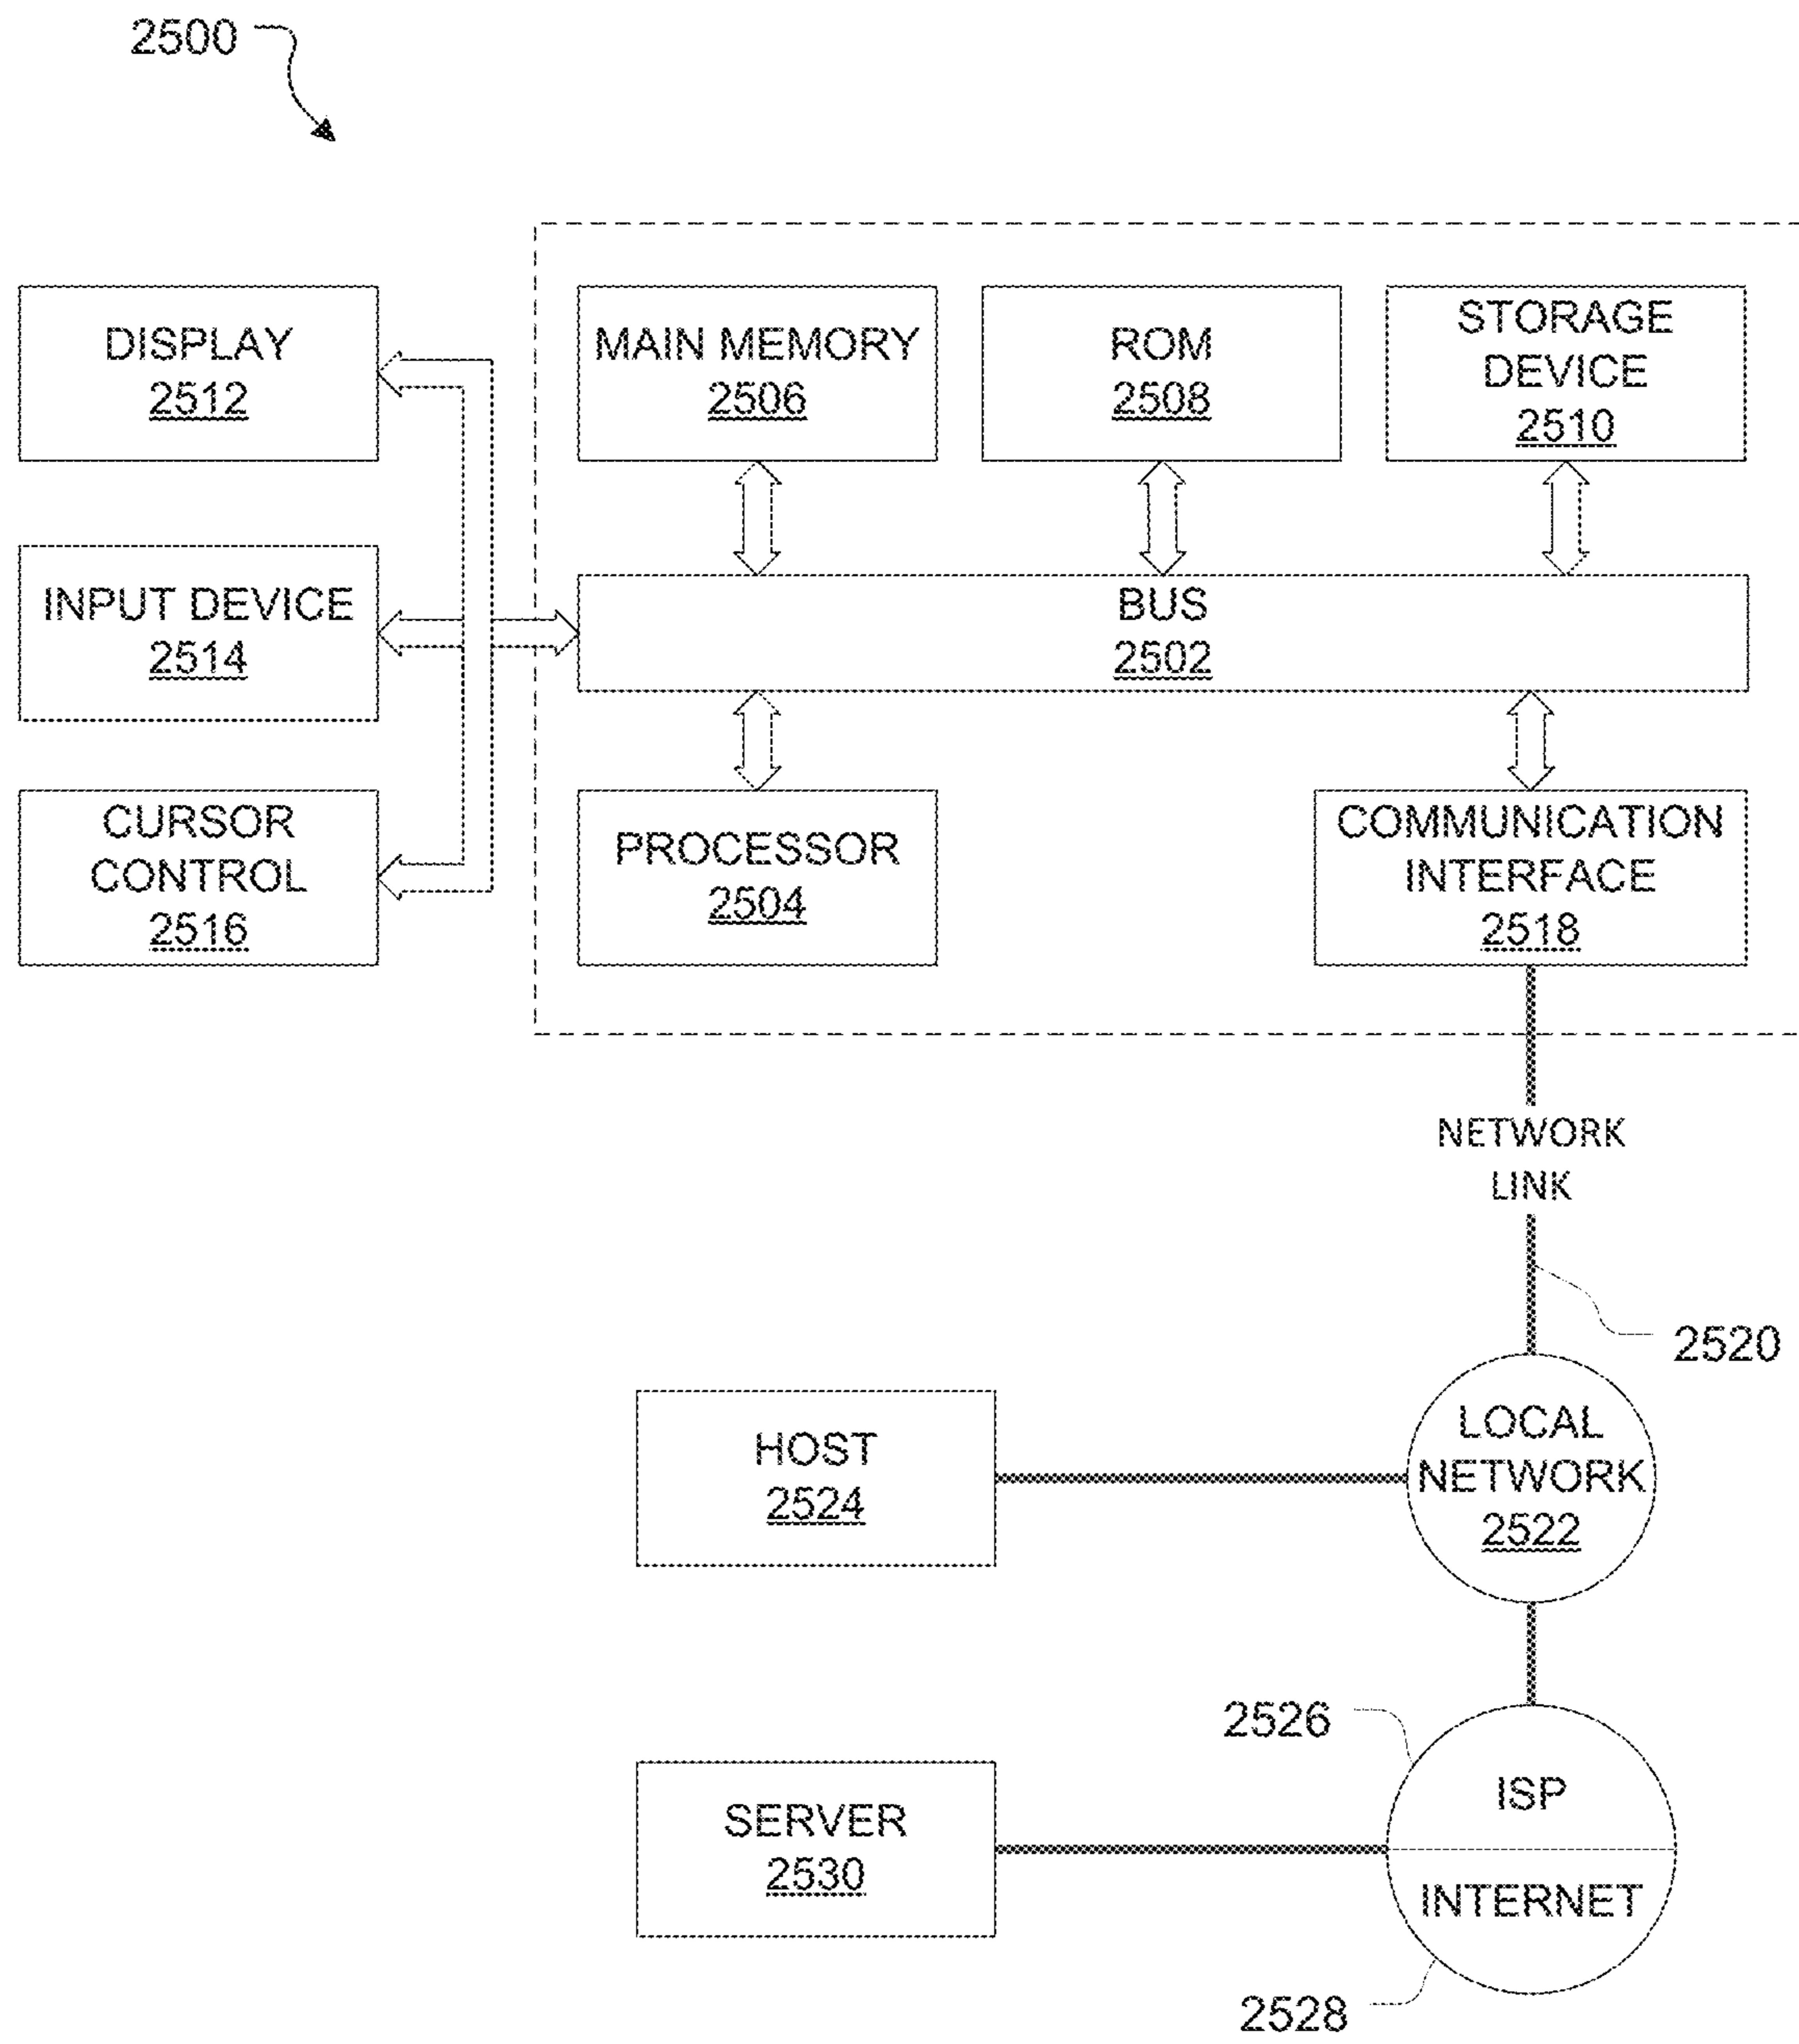 2500
DISPLAY
2512
MAIN MEMORY
2506
ROM
2508
STORAGE
DEVICE
2510
INPUT DEVICE
2514
BUS
2502
CURSOR
CONTROL
2516
PROCESSOR
2504
COMMUNICATION
INTERFACE
2518
NETWORK
LINK
2520
HOST
2524
LOCAL
NETWORK
2522
2526
ISP
SERVER
2530
INTERNET
2528